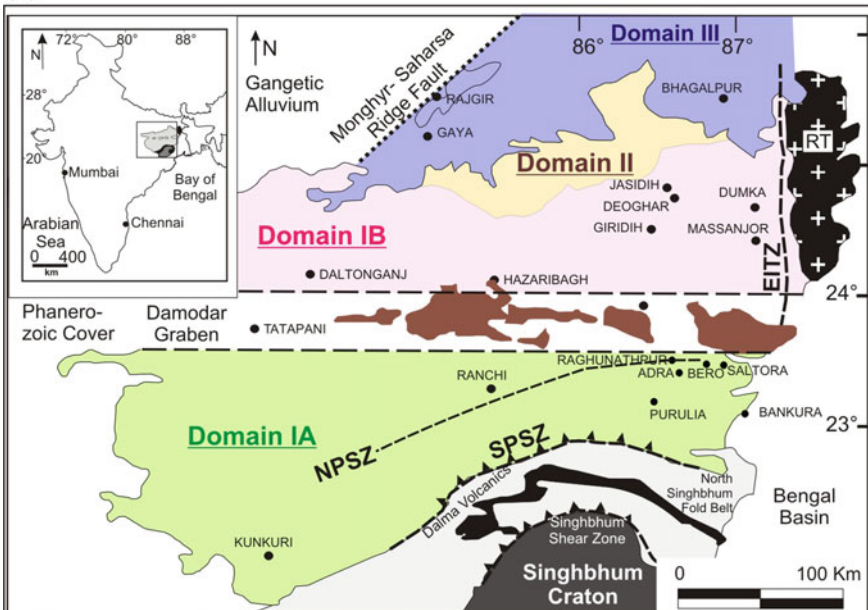 72°
80°
88°
N
28°
20°
Mumbai
Bay of
Bengal
Arabian
Sea
Chennai
0 400
km
N
Gangetic
Alluvium
Monghyr- Saharsa
Ridge Fault
86°
87°
Domain III
RAJGIR
BHAGALPUR
GAYA
Domain II
RT
JASIDIH
DEOGHAR
DUMKA
GIRIDIH
MASSANJOR
Domain IB
EITZ
DALTONGANJ
HAZARIBAGH
24°
Phanero-
zoic Cover
Damodar
Graben
TATAPANI
RAGHUNATHPUR
ADRA
BERO
SALTORA
RANCHI
PURULIA
BANKURA
23°
Domain IA
NPSZ
SPSZ
Dalma Volcanics
North
Singhbhum
Fold Belt
Bengal
Basin
Singhbhum
Shear Zone
KUNKURI
Singhbhum
Craton
0 100 Km